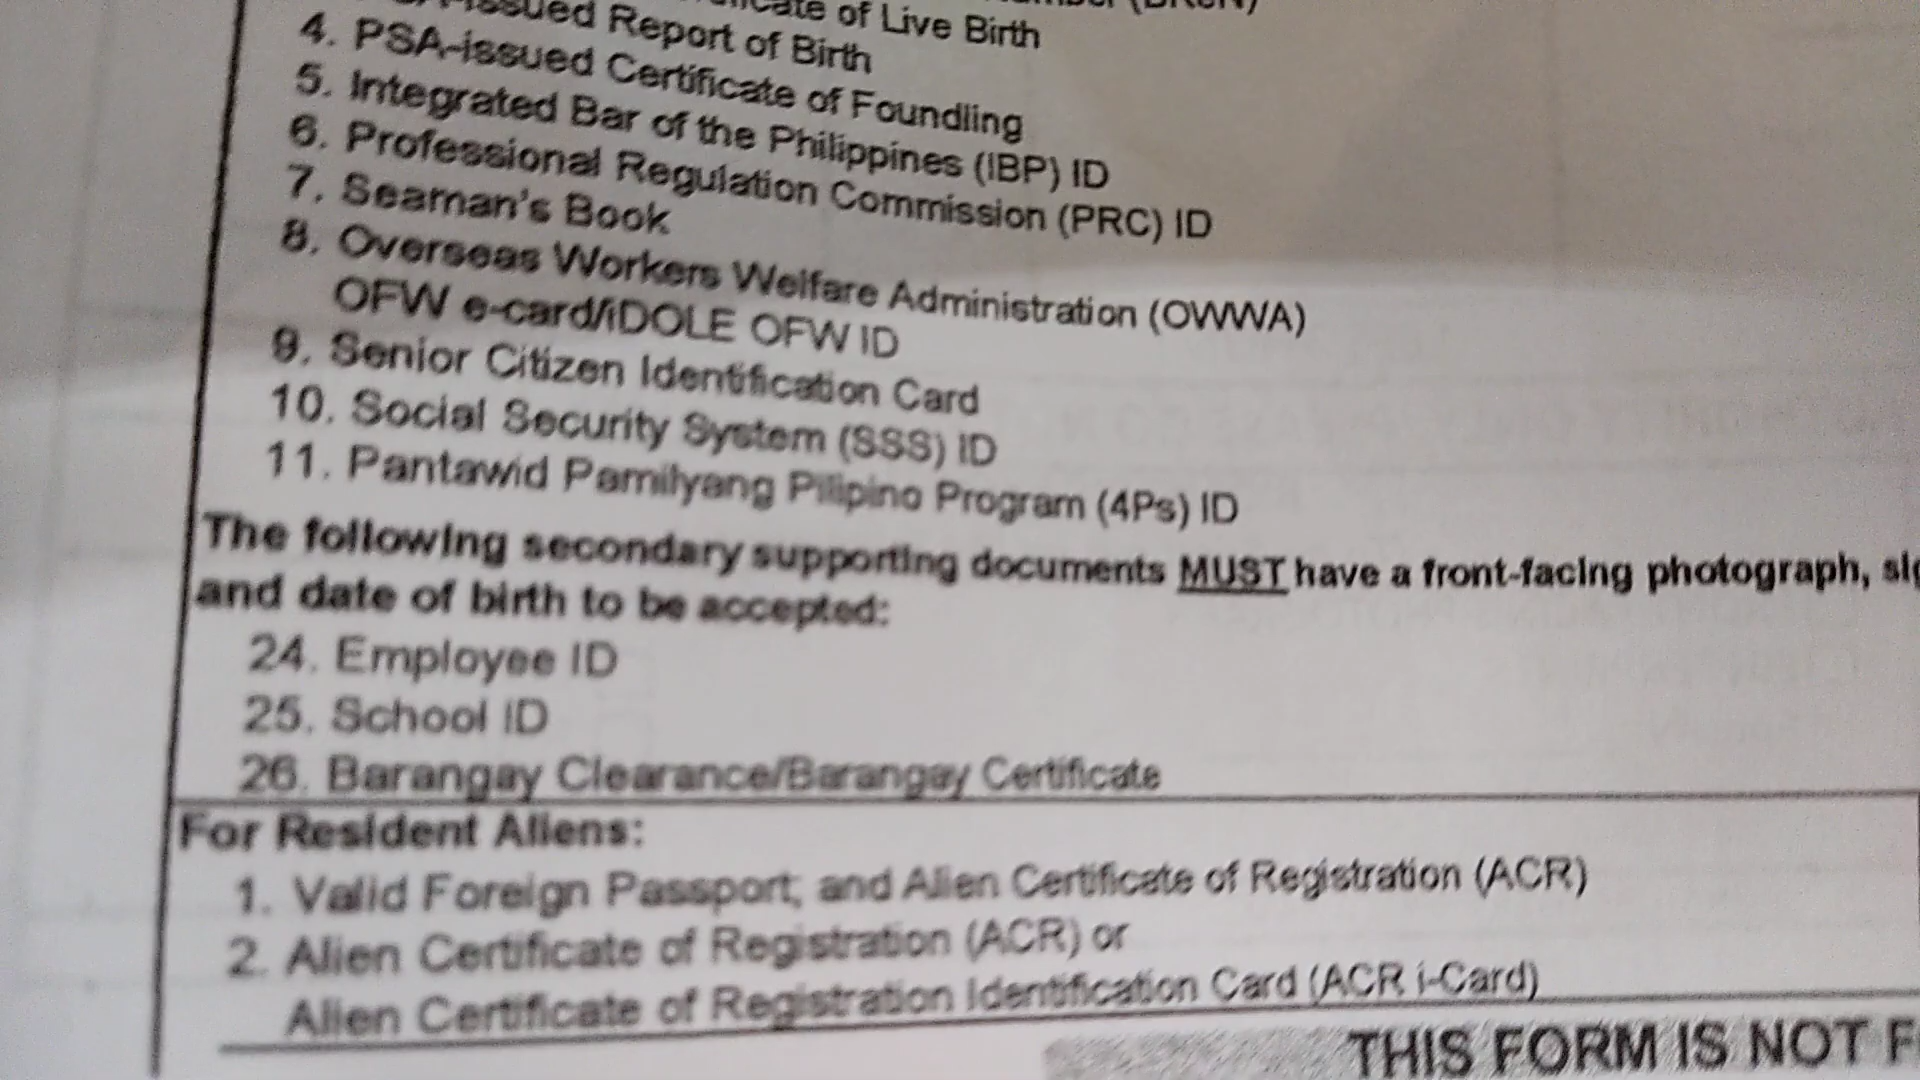 of Live Birth
Report of Birth
4. PSA-issued Certificate of Foundling
5. Integrated Bar of the Philippines (IBP) ID
6. Professional Regulation Commission (PRC) ID
7. Seaman's Book
8. Overseas Workers Welfare Administration (OWWA)
OFW e-card/iDOLE OFW ID
9. Senior Citizen Identification Card
10. Social Security System (SSS) ID
11. Pantawid Pamilyang Pilipino Program (4Ps) ID
The following secondary supporting documents MUST have a front-facing photograph,
and date of birth to be accepted:
24. Employee ID
25. School ID
26. Barangay Clearance/Barangay Certificate
For Resident Aliens:
1. Valid Foreign Passport, and Alien Certificate of Registration (ACR)
2. Alien Certificate of Registration (ACR) or
Alien Certificate of Registration Identification Card (ACR i-Card)
THIS FORM IS NOT